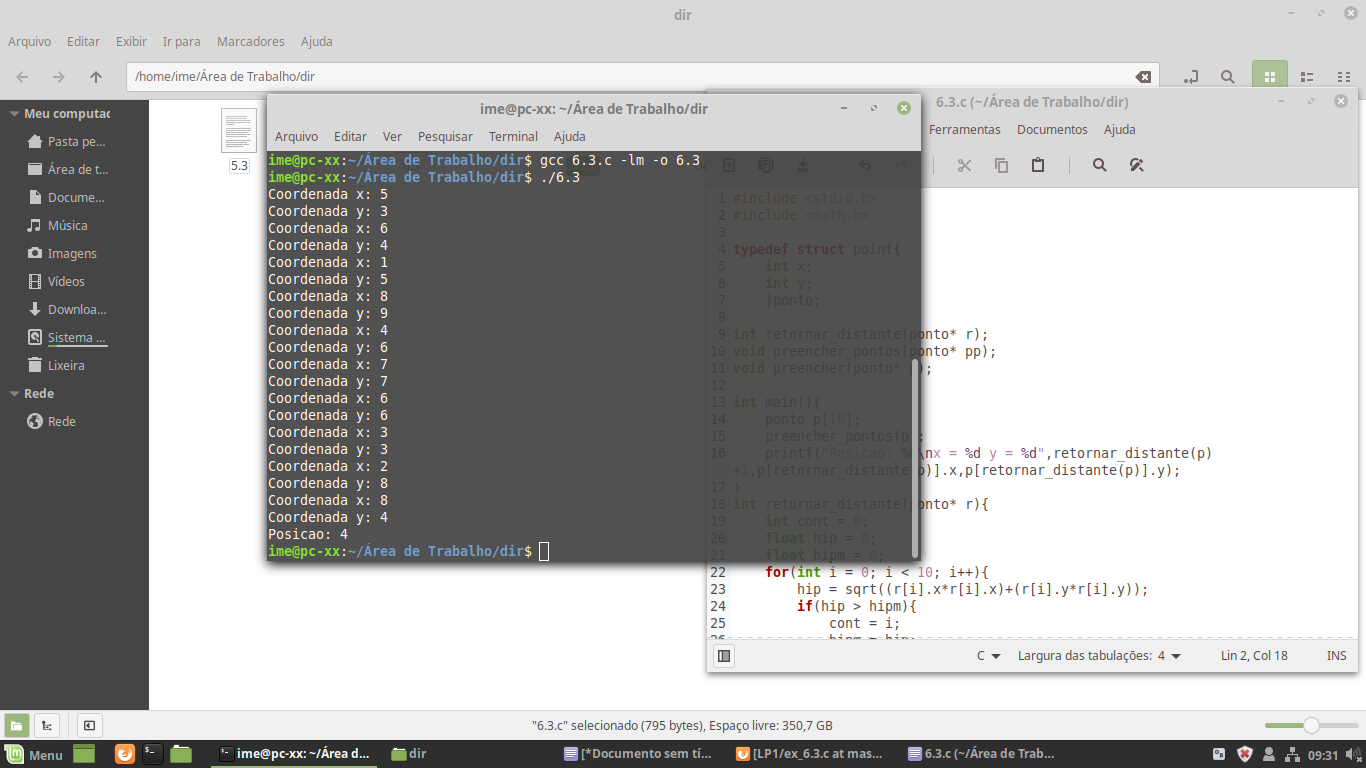 dir
Arquivo Editar Exibir Ir para Marcadores Ajuda
/home/ime/Área de Trabalho/dir
Meu computac
Pasta pe...
Área de t...
Docume...
Música
Imagens
Vídeos
Downloa...
Sistema ...
Lixeira
Rede
Rede
5.3
ime@pc-xx: ~/Área de Trabalho/dir
Arquivo Editar Ver Pesquisar Terminal Ajuda
ime@pc-xx:~/Área de Trabalho/dir$ gcc 6.3.c -lm -o 6.3
ime@pc-xx:~/Área de Trabalho/dir$ ./6.3
Coordenada x: 5
Coordenada y: 3
Coordenada x: 6
Coordenada y: 4
Coordenada x: 1
Coordenada y: 5
Coordenada x: 8
Coordenada y: 9
Coordenada x: 4
Coordenada y: 6
Coordenada x: 7
Coordenada y: 7
Coordenada x: 6
Coordenada y: 6
Coordenada x: 3
Coordenada y: 3
Coordenada x: 2
Coordenada y: 8
Coordenada x: 8
Coordenada y: 4
Posicao: 4
ime@pc-xx:~/Área de Trabalho/dir$
6.3.c (~/Área de Trabalho/dir)
Ferramentas Documentos Ajuda
1 #include <stdio.h>
2 #include <math.h>
3
4 typedef struct point{
5 int x;
6 int y;
7 }ponto;
8
9 int retornar_distante(ponto* r);
10 void preencher_pontos(ponto* pp);
11 void preencher(ponto* );
12
13 int main(){
14 ponto p[10];
15 preencher_pontos(p;
16 printf("Posicao: %\nx = %d y = %d",retornar_distante(p)
+1,p[retornar_distante(p)].x,p[retornar_distante(p)].y);
17 }
18 int retornar_distante(ponto* r){
19 int cont = 0;
20 float hip = 0;
21 float hipm = 0;
22 for(int i = 0; i < 10; i++){
23 hip = sqrt((r[i].x*r[i].x)+(r[i].y*r[i].y));
24 if(hip > hipm){
25 cont = i;
26 hipm = hip;
C Largura das tabulações: 4 Lin 2, Col 18 INS
"6.3.c" selecionado (795 bytes), Espaço livre: 350,7 GB
Menu ime@pc-xx: ~/Área d... dir [*Documento sem tí... [LP1/ex_6.3.c at mas... 6.3.c (~/Área de Trab... 09:31